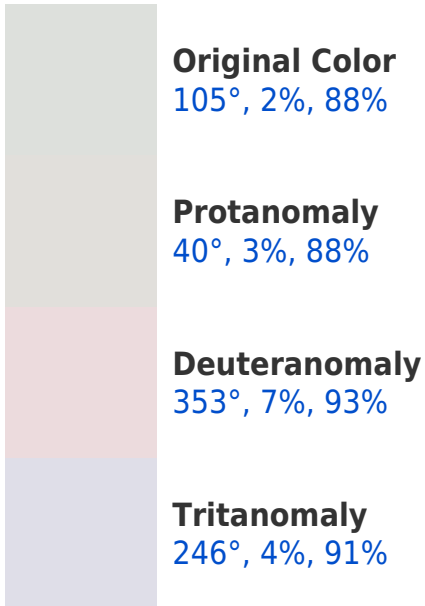 Original Color
105°, 2%, 88%
Protanomaly
40°, 3%, 88%
Deuteranomaly
353°, 7%, 93%
Tritanomaly
246°, 4%, 91%